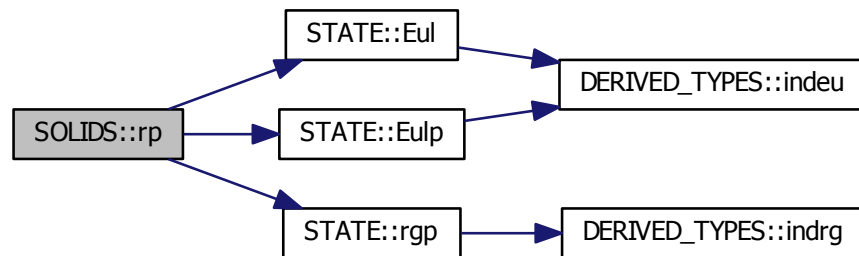 STATE::Eul
DERIVED_TYPES::indeu
SOLIDS::rp
STATE::Eulp
STATE::rgp
DERIVED_TYPES::indrg